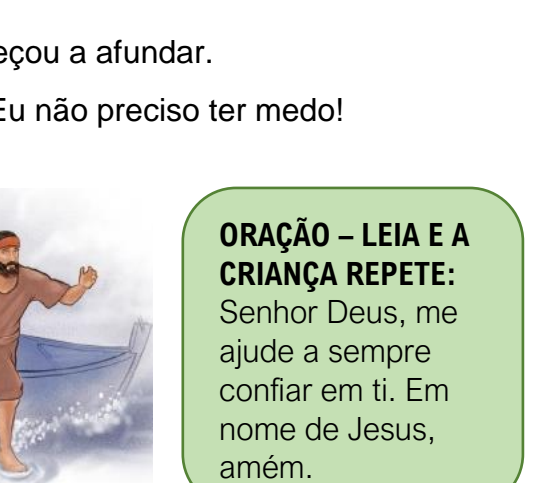 eçou a afundar.
Eu não preciso ter medo!
ORAÇÃO – LEIA E A
CRIANÇA REPETE:
Senhor Deus, me
ajude a sempre
confiar em ti. Em
nome de Jesus,
amém.